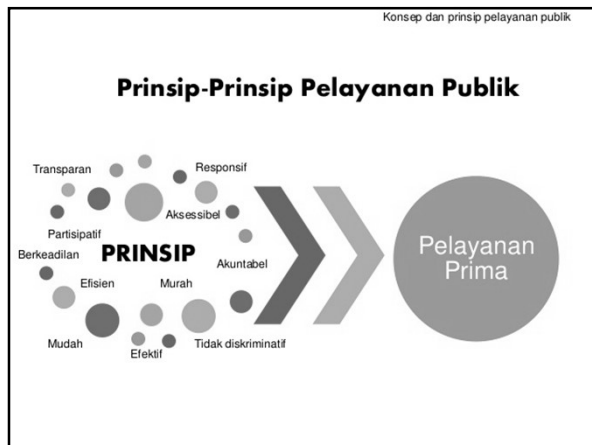 Konsep dan prinsip pelayanan publik
Prinsip-Prinsip Pelayanan Publik
Transparan
Responsif
Aksessibel
Partisipatif
Berkeadilan
PRINSIP
Akuntabel
Efisien
Murah
Mudah
Efektif
Tidak diskriminatif
Pelayanan
Prima